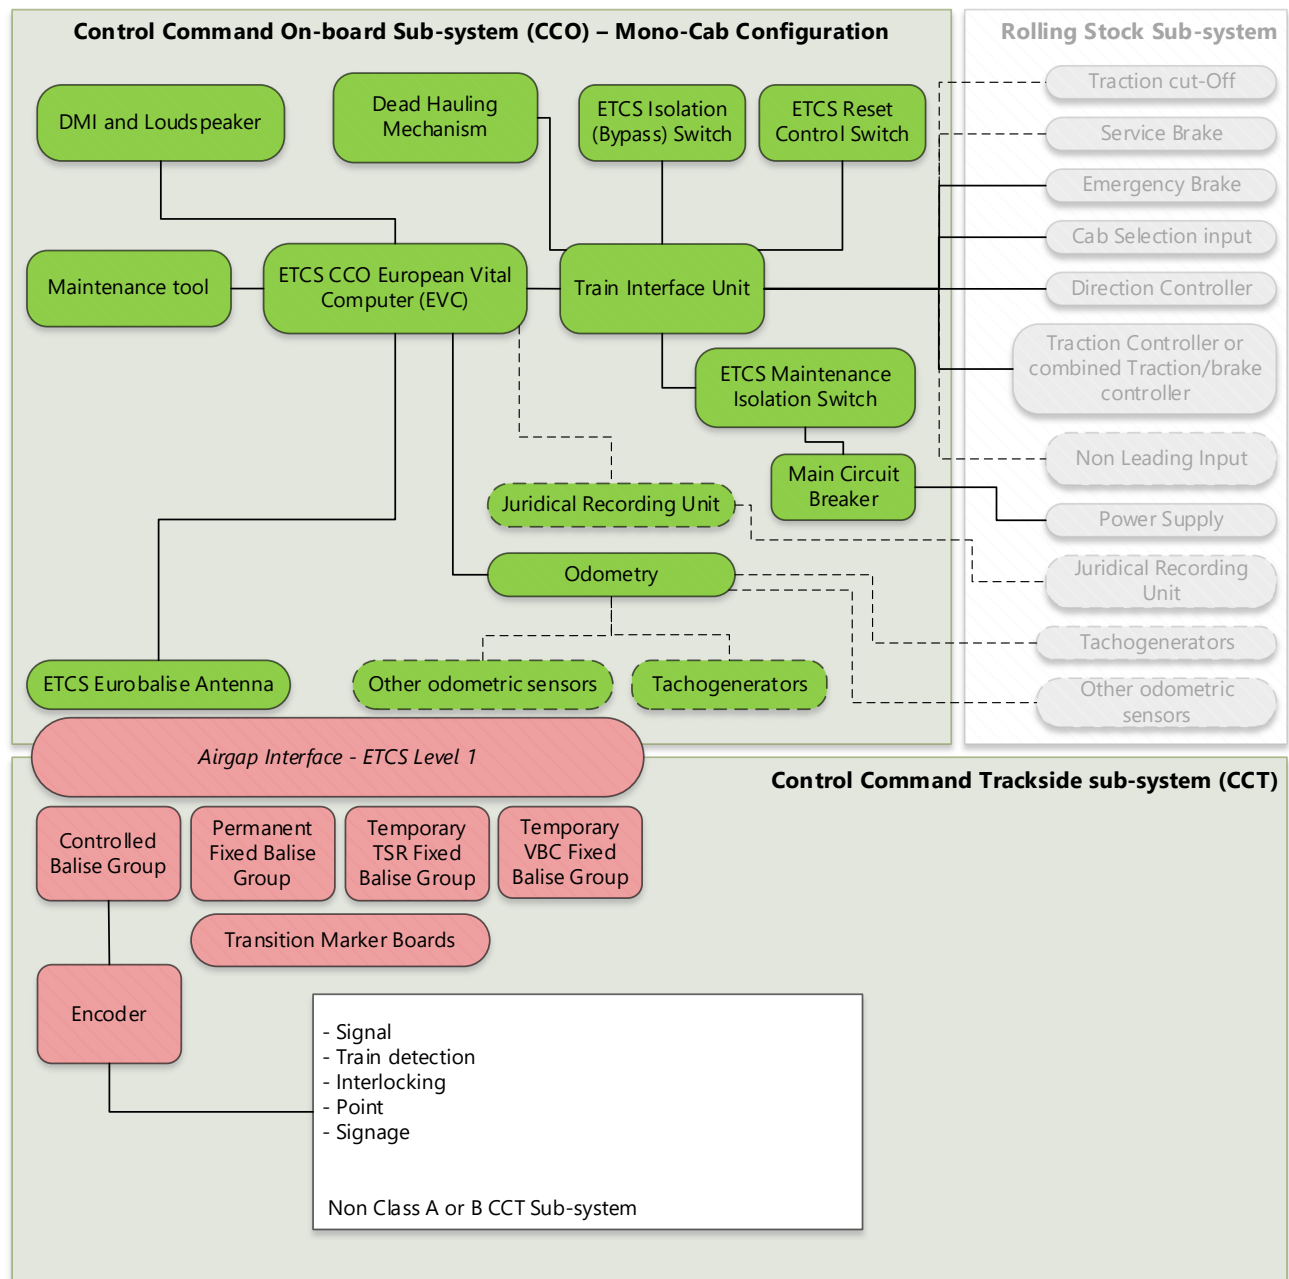 Control Command On-board Sub-system (CCO) – Mono-Cab Configuration
Rolling Stock Sub-system
DMI and Loudspeaker
Dead Hauling
Mechanism
ETCS Isolation
(Bypass) Switch
ETCS Reset
Control Switch
Traction cut-Off
Service Brake
Emergency Brake
Cab Selection input
Direction Controller
Traction Controller or
combined Traction/brake
controller
Non Leading Input
Power Supply
Juridical Recording
Unit
Tachogenerators
Other odometric
sensors
Maintenance tool
ETCS CCO European Vital
Computer (EVC)
Train Interface Unit
ETCS Maintenance
Isolation Switch
Main Circuit
Breaker
Juridical Recording Unit
Odometry
ETCS Eurobalise Antenna
Other odometric sensors
Tachogenerators
Airgap Interface - ETCS Level 1
Control Command Trackside sub-system (CCT)
Controlled
Balise Group
Permanent
Fixed Balise
Group
Temporary
TSR Fixed
Balise Group
Temporary
VBC Fixed
Balise Group
Transition Marker Boards
Encoder
- Signal
- Train detection
- Interlocking
- Point
- Signage
Non Class A or B CCT Sub-system